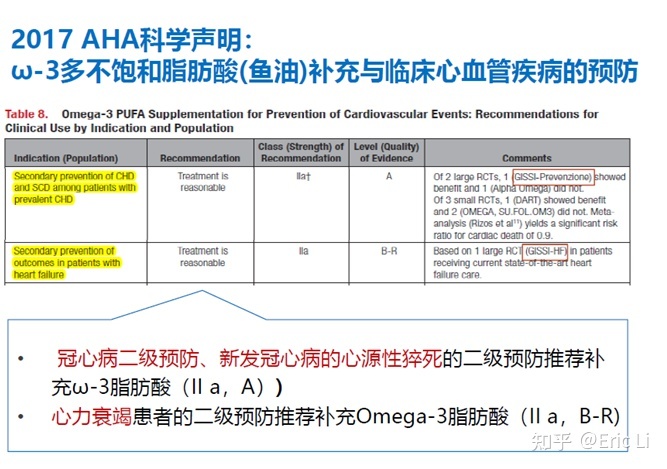 2017 AHA科学声明：
ω-3多不饱和脂肪酸(鱼油)补充与临床心血管疾病的预防
Table 8. Omega-3 PUFA Supplementation for Prevention of Cardiovascular Events: Recommendations for
Clinical Use by Indication and Population
Indication (Population)
Recommendation
Class (Strength) of
Recommendation
Level (Quality)
of Evidence
Comments
Secondary prevention of CHD
and SCD among patients with
prevalent CHD
Treatment is
reasonable
IIa†
A
Of 2 large RCTs, 1 (GISSI-Prevenzione) showed
benefit and 1 (Alpha Omega) did not.
Of 3 small RCTs, 1 (DART) showed benefit
and 2 (OMEGA, SU.FOL.OM3) did not. Meta-
analysis (Rizos et al¹¹) yields a significant risk
ratio for cardiac death of 0.9.
Secondary prevention of
outcomes in patients with
heart failure
Treatment is
reasonable
IIa
B-R
Based on 1 large RCT (GISSI-HF) in patients
receiving current state-of-the-art heart
failure care.
• 冠心病二级预防、新发冠心病的心源性猝死的二级预防推荐补
充ω-3脂肪酸（II a，A）)
• 心力衰竭患者的二级预防推荐补充Omega-3脂肪酸（II a，B-R)
知乎 @Eric Li